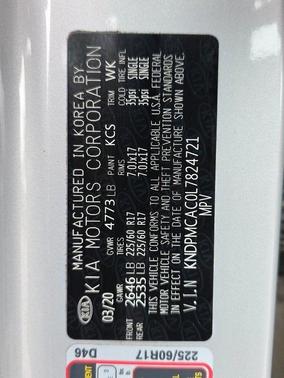 MANUFACTURED IN KOREA BY
KIA MOTORS CORPORATION
KIA
03/20
GVWR 4773 LB
PAINT KCS
TRIM WK
GAWR
TIRES
RIMS
COLD TIRE INFL
FRONT 2646 LB 225/60 R17 7.0Jx17 35psi SINGLE
REAR 2535 LB 225/60 R17 7.0Jx17 35psi SINGLE
THIS VEHICLE CONFORMS TO ALL APPLICABLE U.S.A. FEDERAL
MOTOR VEHICLE SAFETY AND THEFT PREVENTION STANDARDS
IN EFFECT ON THE DATE OF MANUFACTURE SHOWN ABOVE.
V.I.N KNDPMCAC0L7824721
MPV
D46
225/60R17